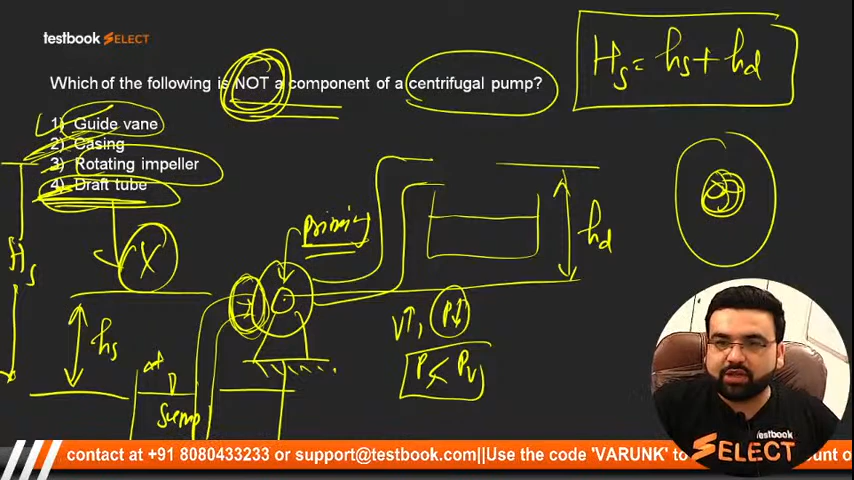 testbook SELECT
Which of the following is NOT a component of a centrifugal pump?
1) Guide vane
2) Casing
3) Rotating impeller
4) Draft tube
Hs = hs + hd
Priming
hd
Hs
X
hs
V↑, P↓
P < Pv
Sump
testbook
SELECT
contact at +91 8080433233 or support@testbook.com||Use the code 'VARUNK' to